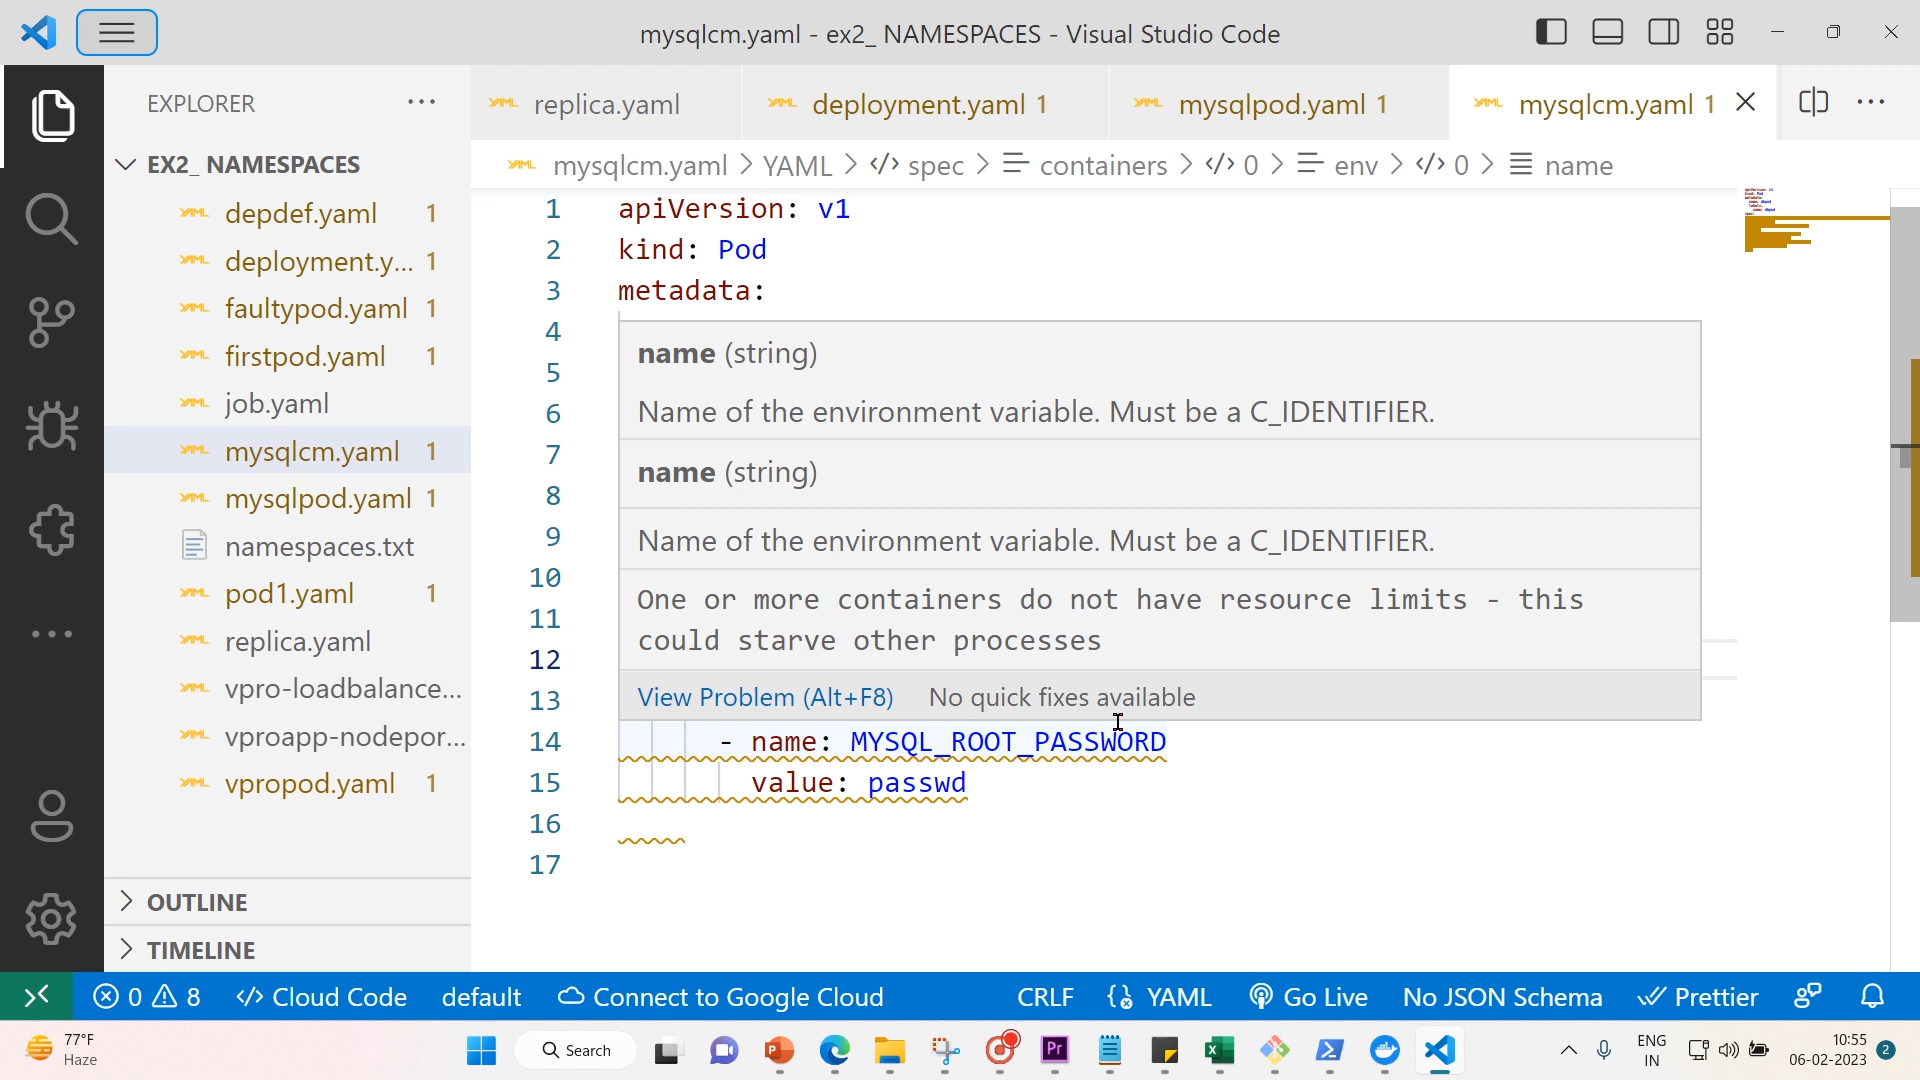 mysqlcm.yaml - ex2_ NAMESPACES - Visual Studio Code
EXPLORER
replica.yaml
deployment.yaml 1
mysqlpod.yaml 1
mysqlcm.yaml 1
EX2_ NAMESPACES
mysqlcm.yaml > YAML > spec > containers > 0 > env > 0 > name
depdef.yaml 1
deployment.y... 1
faultypod.yaml 1
firstpod.yaml 1
job.yaml
mysqlcm.yaml 1
mysqlpod.yaml 1
namespaces.txt
pod1.yaml 1
replica.yaml
vpro-loadbalance...
vproapp-nodepor...
vpropod.yaml 1
OUTLINE
TIMELINE
1 apiVersion: v1
2 kind: Pod
3 metadata:
4
5
6
7
8
9
10
11
12
13
name (string)
Name of the environment variable. Must be a C_IDENTIFIER.
name (string)
Name of the environment variable. Must be a C_IDENTIFIER.
One or more containers do not have resource limits - this
could starve other processes
View Problem (Alt+F8) No quick fixes available
14 - name: MYSQL_ROOT_PASSWORD
15 value: passwd
16
17
0 8 Cloud Code default Connect to Google Cloud CRLF YAML Go Live No JSON Schema Prettier
77°F
Haze
Search
ENG
IN
10:55
06-02-2023
2